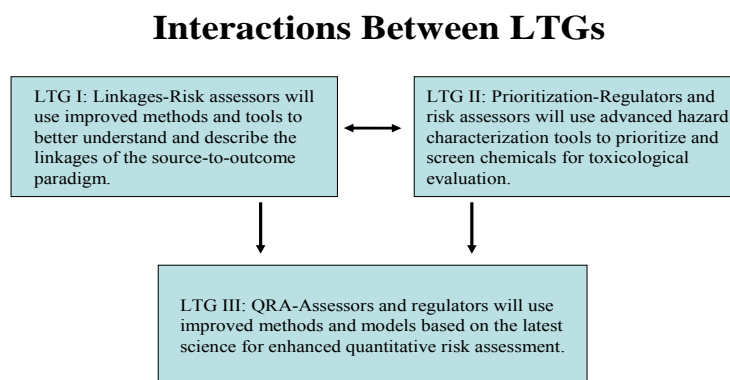 Interactions Between LTGs
LTG I: Linkages-Risk assessors will
use improved methods and tools to
better understand and describe the
linkages of the source-to-outcome
paradigm.
LTG II: Prioritization-Regulators and
risk assessors will use advanced hazard
characterization tools to prioritize and
screen chemicals for toxicological
evaluation.
LTG III: QRA-Assessors and regulators will use
improved methods and models based on the latest
science for enhanced quantitative risk assessment.